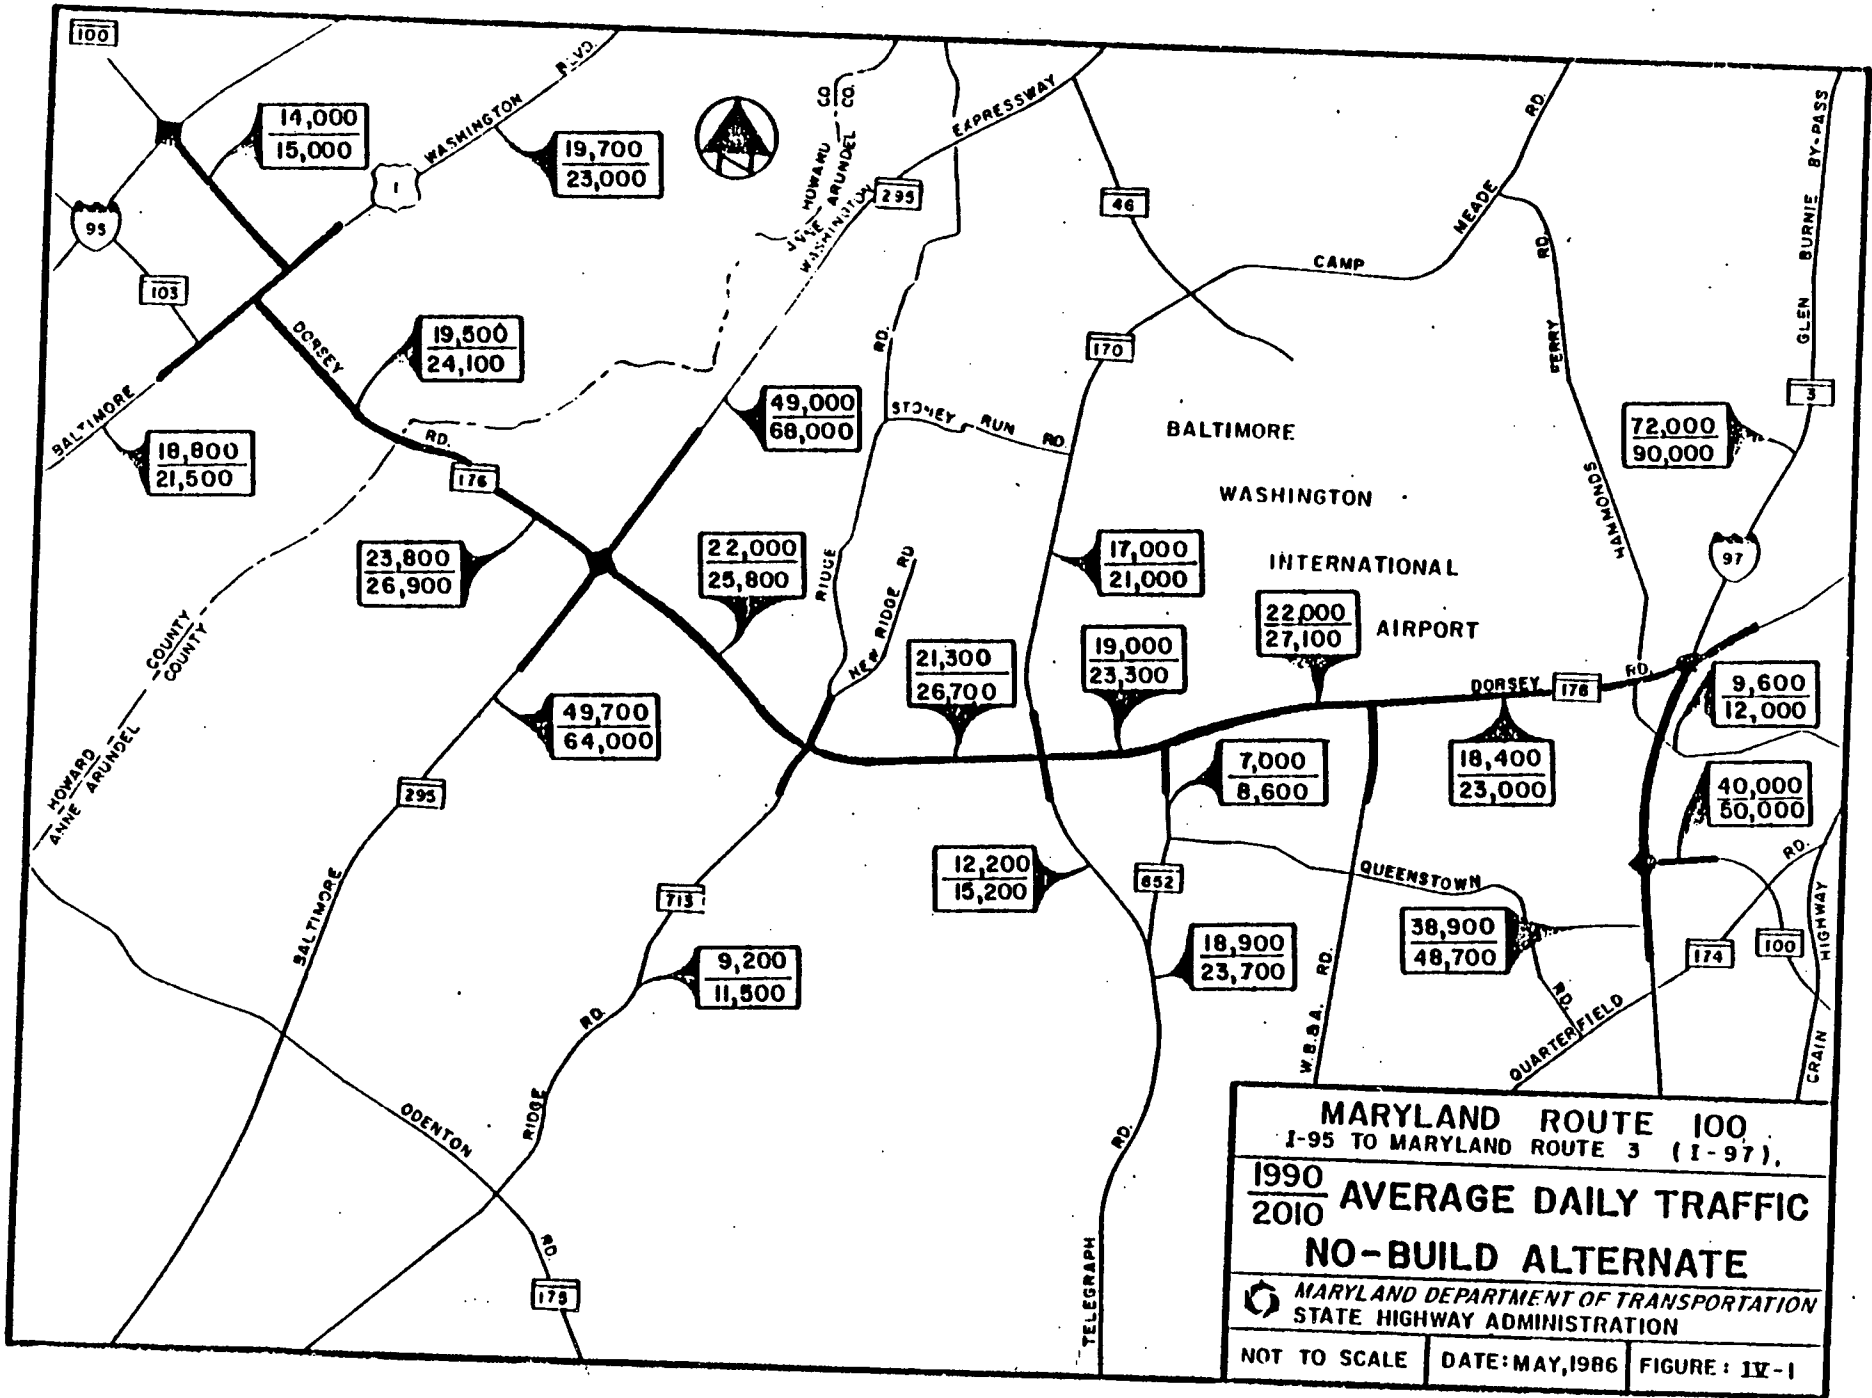 100
14,000
15,000
WASHINGTON
BLVD.
19,700
23,000
1
95
103
HOWARD CO.
ANNE ARUNDEL CO.
WASHINGTON
295
EXPRESSWAY
46
CAMP
MEADE
RD.
RD.
FERRY
HAMMONDS
GLEN BURNIE BY-PASS
3
DORSEY
RD.
19,500
24,100
BALTIMORE
18,800
21,500
176
49,000
68,000
RD.
STONEY RUN RD.
170
BALTIMORE
WASHINGTON
INTERNATIONAL
AIRPORT
72,000
90,000
97
23,800
26,900
22,000
25,800
RIDGE
NEW RIDGE RD
17,000
21,000
22,000
27,100
19,000
23,300
21,300
26,700
DORSEY
176
RD.
9,600
12,000
HOWARD COUNTY
ANNE ARUNDEL COUNTY
49,700
64,000
295
BALTIMORE
7,000
8,600
18,400
23,000
40,000
50,000
12,200
15,200
652
QUEENSTOWN
RD.
38,900
48,700
713
9,200
11,500
RD.
RIDGE
18,900
23,700
W.B.&A. RD.
174
100
QUARTERFIELD
RD.
CRAIN HIGHWAY
ODENTON
RD.
175
TELEGRAPH
RD.
MARYLAND ROUTE 100
I-95 TO MARYLAND ROUTE 3 (I-97)
1990
2010
AVERAGE DAILY TRAFFIC
NO-BUILD ALTERNATE
MARYLAND DEPARTMENT OF TRANSPORTATION
STATE HIGHWAY ADMINISTRATION
NOT TO SCALE
DATE: MAY, 1986
FIGURE: IV-1